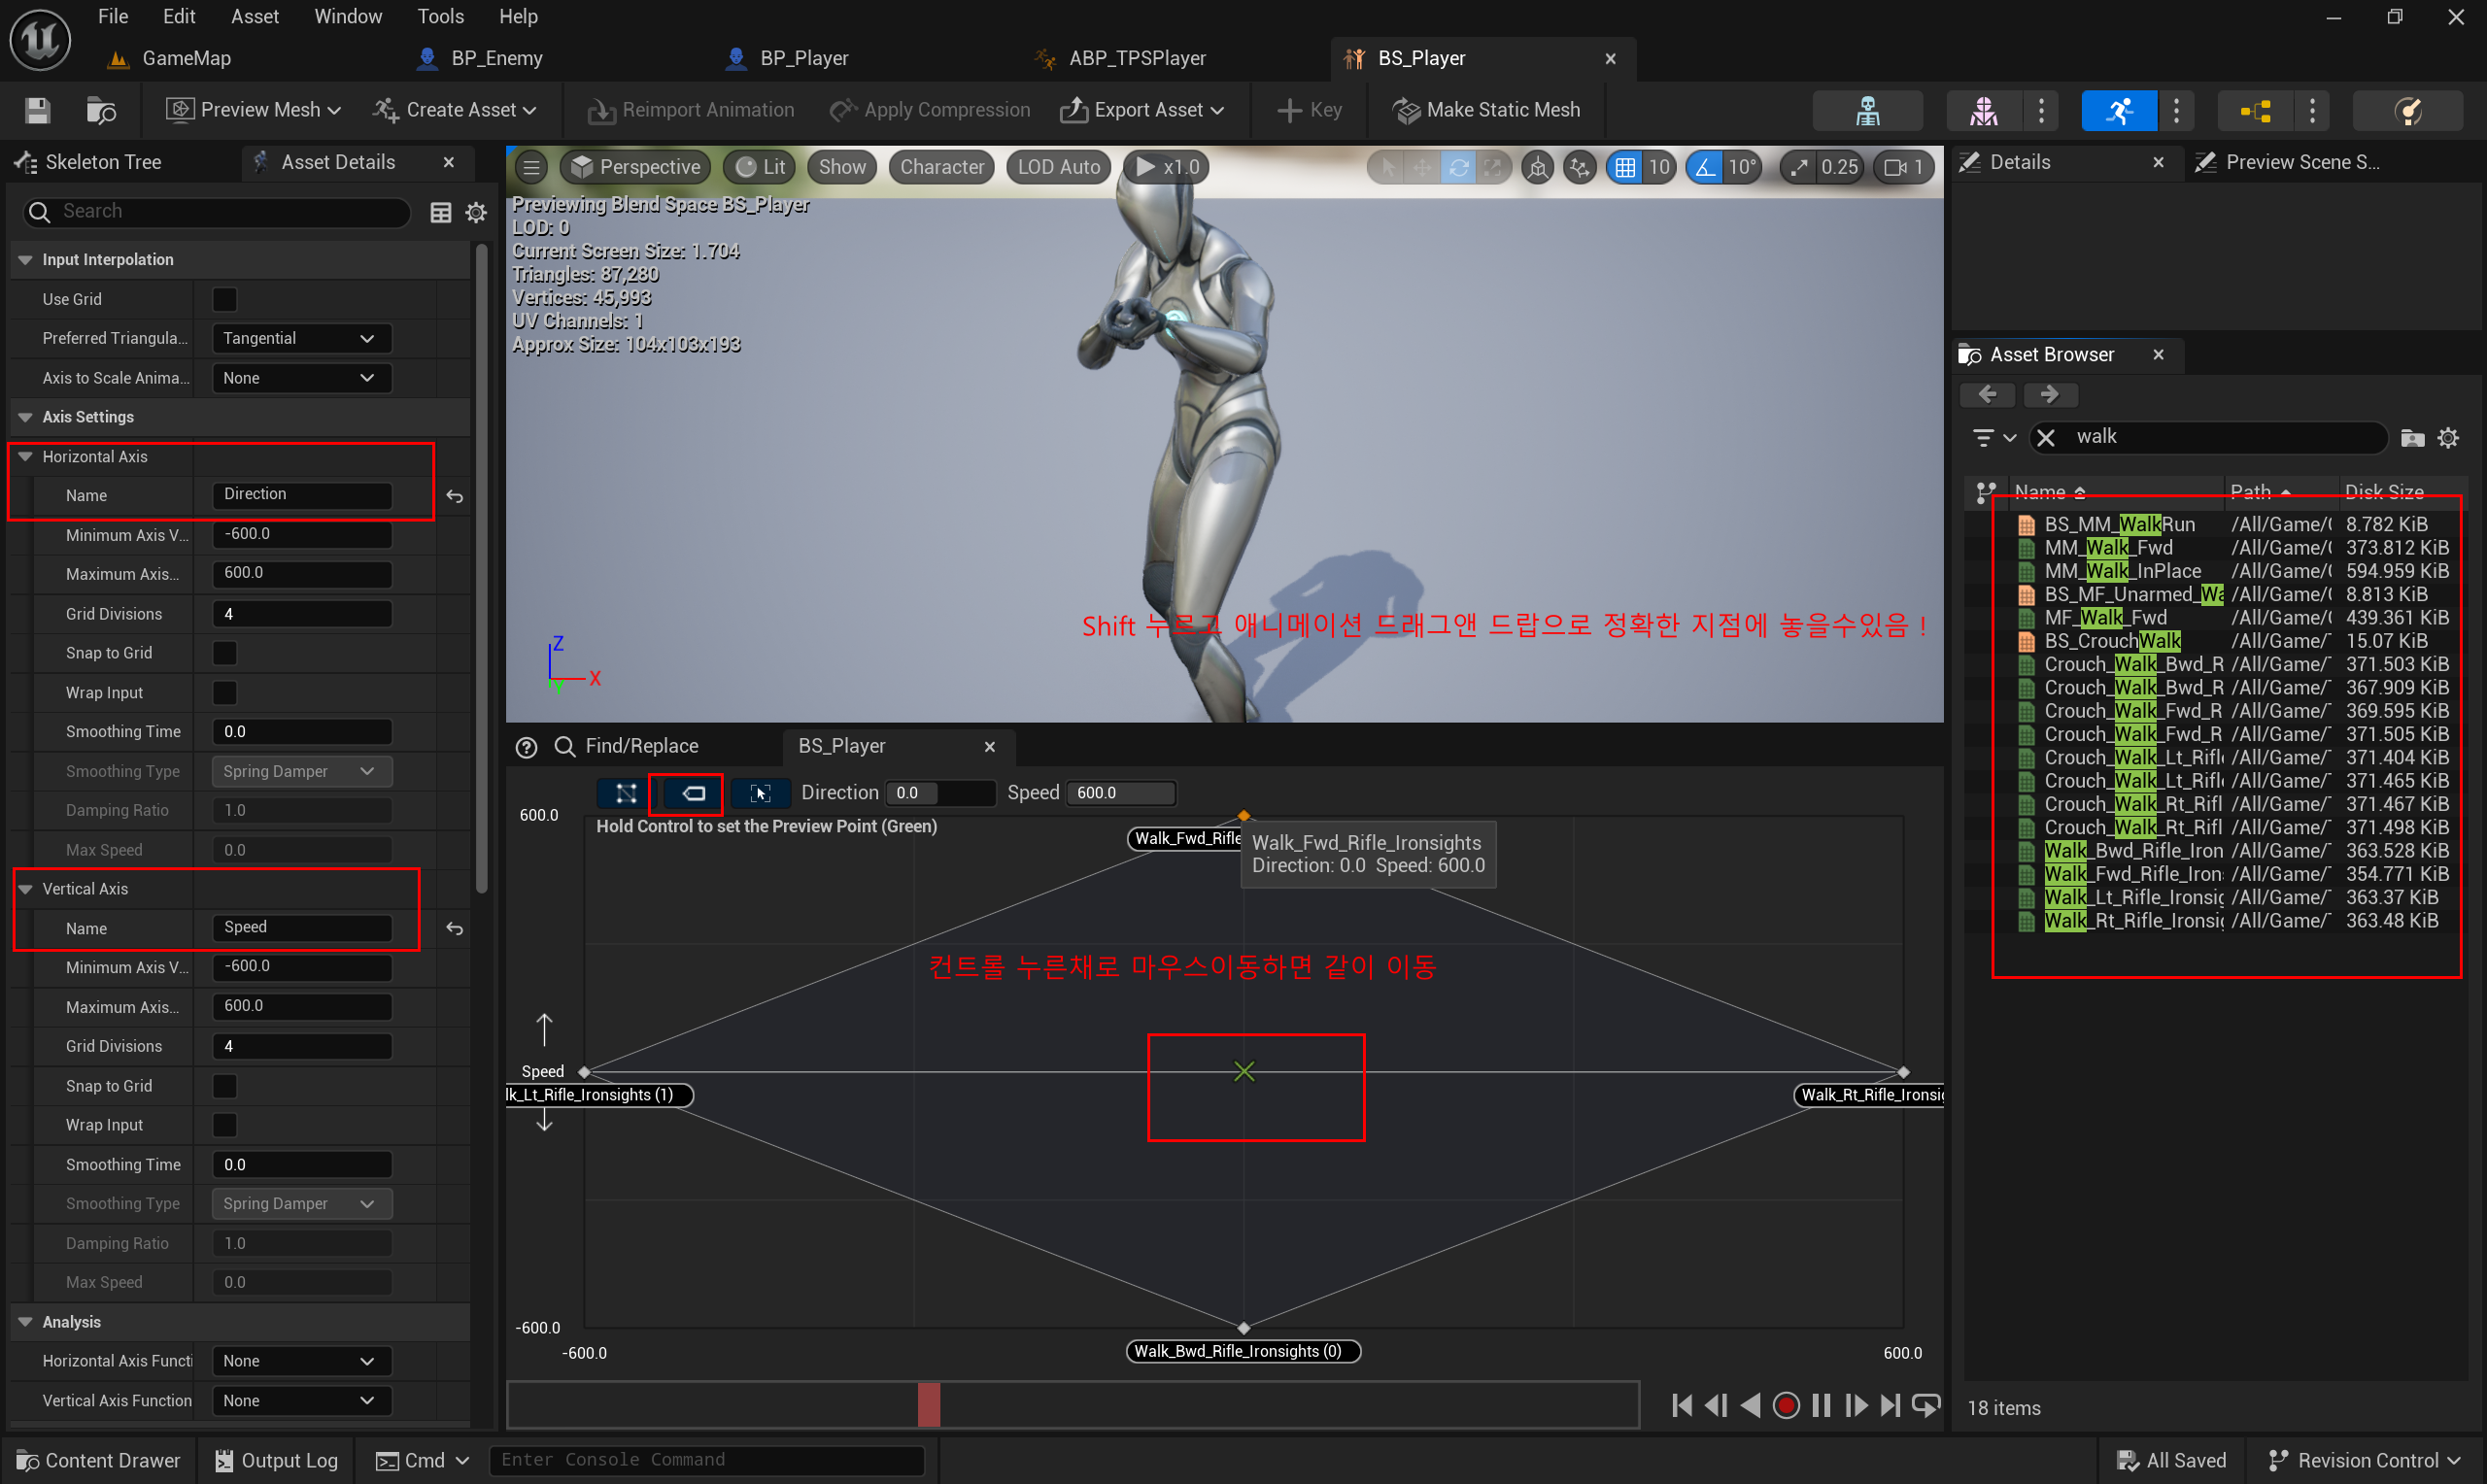 File Edit Asset Window Tools Help
GameMap BP_Enemy BP_Player ABP_TPSPlayer BS_Player
Preview Mesh Create Asset Reimport Animation Apply Compression Export Asset Key Make Static Mesh
Skeleton Tree Asset Details
Search
Input Interpolation
Use Grid
Preferred Triangula... Tangential
Axis to Scale Anima... None
Axis Settings
Horizontal Axis
Name Direction
Minimum Axis V... -600.0
Maximum Axis... 600.0
Grid Divisions 4
Snap to Grid
Wrap Input
Smoothing Time 0.0
Smoothing Type Spring Damper
Damping Ratio 1.0
Max Speed 0.0
Vertical Axis
Name Speed
Minimum Axis V... -600.0
Maximum Axis... 600.0
Grid Divisions 4
Snap to Grid
Wrap Input
Smoothing Time 0.0
Smoothing Type Spring Damper
Damping Ratio 1.0
Max Speed 0.0
Analysis
Horizontal Axis Functi None
Vertical Axis Function None
Perspective Lit Show Character LOD Auto x1.0 10 10° 0.25 1
Previewing Blend Space BS_Player
LOD: 0
Current Screen Size: 1.704
Triangles: 87,280
Vertices: 45,993
UV Channels: 1
Approx Size: 104x103x193
Shift 누르고 애니메이션 드래그앤 드랍으로 정확한 지점에 놓을수있음 !
Z
X
Y
Find/Replace BS_Player
Direction 0.0 Speed 600.0
600.0
Hold Control to set the Preview Point (Green)
Walk_Fwd_Rifle
Walk_Fwd_Rifle_Ironsights
Direction: 0.0 Speed: 600.0
컨트롤 누른채로 마우스이동하면 같이 이동
Speed
lk_Lt_Rifle_Ironsights (1)
Walk_Rt_Rifle_Ironsig
-600.0
Walk_Bwd_Rifle_Ironsights (0)
-600.0 600.0
Details Preview Scene S...
Asset Browser
walk
Name Path Disk Size
BS_MM_WalkRun /All/Game/( 8.782 KiB
MM_Walk_Fwd /All/Game/( 373.812 KiB
MM_Walk_InPlace /All/Game/( 594.959 KiB
BS_MF_Unarmed_Wa /All/Game/( 8.813 KiB
MF_Walk_Fwd /All/Game/( 439.361 KiB
BS_CrouchWalk /All/Game/T 15.07 KiB
Crouch_Walk_Bwd_R /All/Game/T 371.503 KiB
Crouch_Walk_Bwd_R /All/Game/T 367.909 KiB
Crouch_Walk_Fwd_R /All/Game/T 369.595 KiB
Crouch_Walk_Fwd_R /All/Game/T 371.505 KiB
Crouch_Walk_Lt_Rifl /All/Game/T 371.404 KiB
Crouch_Walk_Lt_Rifl /All/Game/T 371.465 KiB
Crouch_Walk_Rt_Rifl /All/Game/T 371.467 KiB
Crouch_Walk_Rt_Rifl /All/Game/T 371.498 KiB
Walk_Bwd_Rifle_Iron /All/Game/T 363.528 KiB
Walk_Fwd_Rifle_Iron /All/Game/T 354.771 KiB
Walk_Lt_Rifle_Ironsig /All/Game/T 363.37 KiB
Walk_Rt_Rifle_Ironsig /All/Game/T 363.48 KiB
18 items
Content Drawer Output Log Cmd Enter Console Command All Saved Revision Control